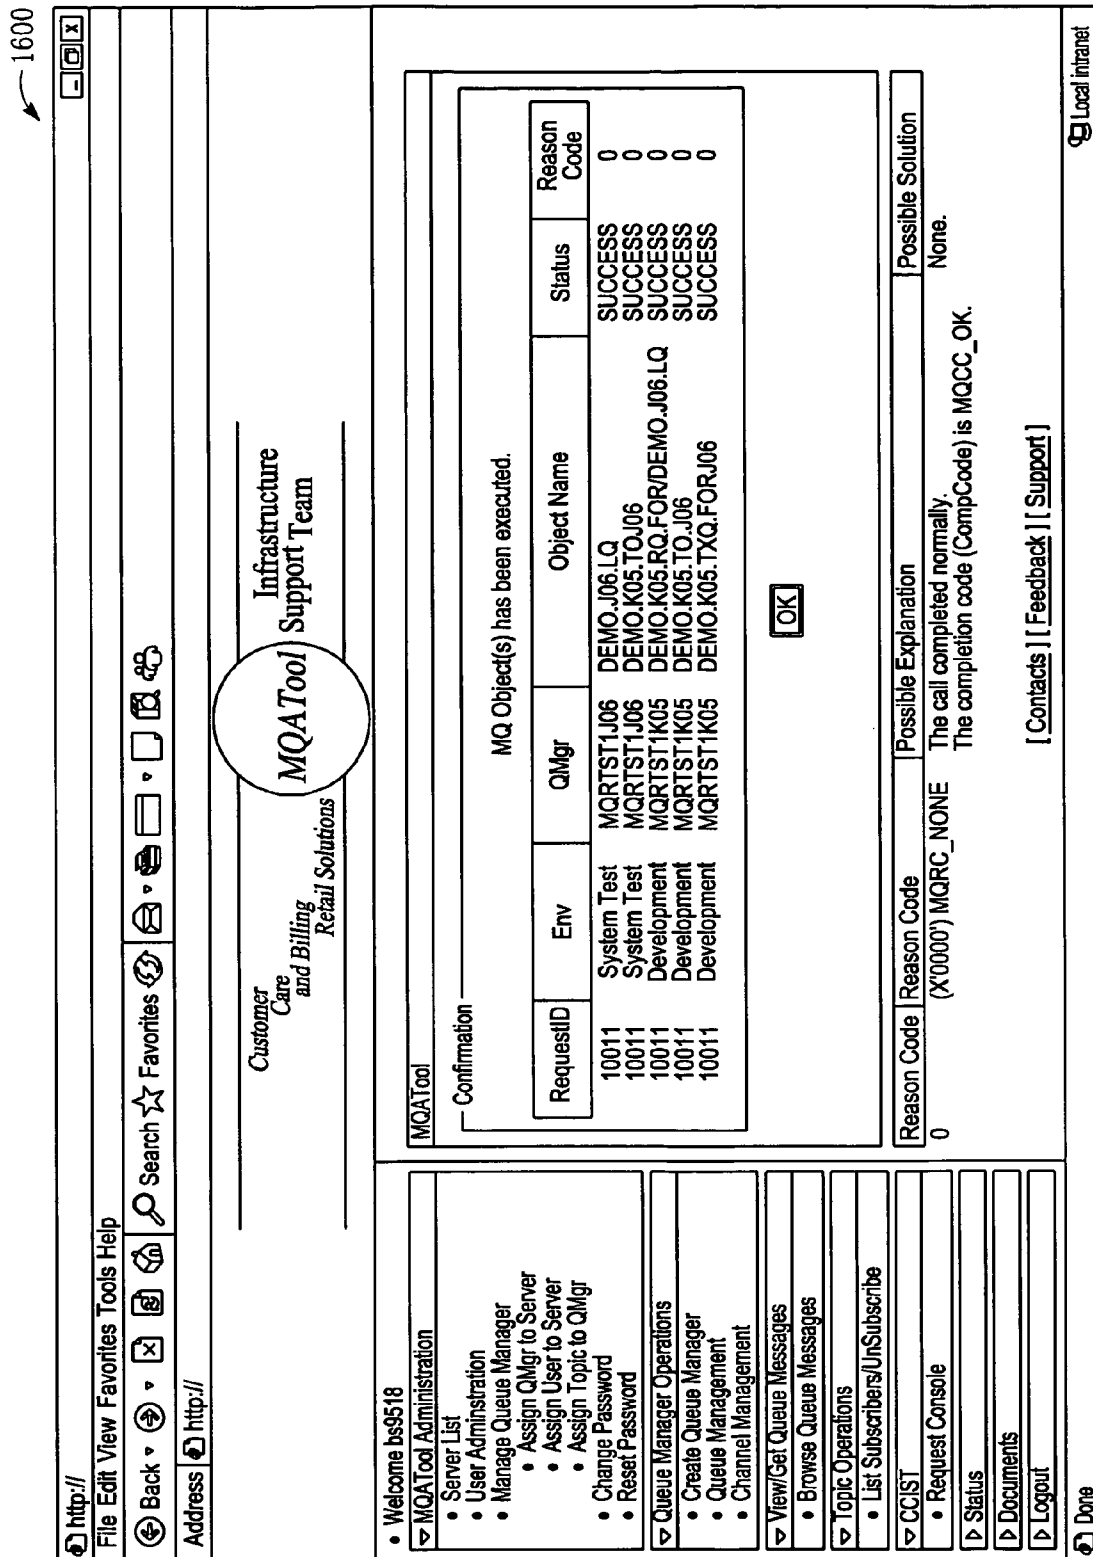 1600
http://
File Edit View Favorites Tools Help
Back Search Favorites
Address http://
Customer
Care
and Billing
Retail Solutions
MQATool
Infrastructure
Support Team
• Welcome bs9518
MQATool Administration
• Server List
• User Adminstration
• Manage Queue Manager
• Assign QMgr to Server
• Assign User to Server
• Assign Topic to QMgr
• Change Password
• Reset Password
Queue Manager Operations
• Create Queue Manager
• Queue Management
• Channel Management
View/Get Queue Messages
• Browse Queue Messages
Topic Operations
• List Subscribers/UnSubscribe
CCIST
• Request Console
Status
Documents
Logout
MQATool
Confirmation
MQ Object(s) has been executed.
RequestID Env QMgr Object Name Status Reason Code
10011 System Test MQRTST1J06 DEMO.J06.LQ SUCCESS 0
10011 System Test MQRTST1J06 DEMO.K05.TOJ06 SUCCESS 0
10011 Development MQRTST1K05 DEMO.K05.RQ.FOR/DEMO.J06.LQ SUCCESS 0
10011 Development MQRTST1K05 DEMO.K05.TO.J06 SUCCESS 0
10011 Development MQRTST1K05 DEMO.K05.TXQ.FORJ06 SUCCESS 0
OK
Reason Code Reason Code Possible Explanation Possible Solution
0 (X'0000') MQRC_NONE The call completed normally. None.
The completion code (CompCode) is MQCC_OK.
[ Contacts ] [ Feedback ] [ Support ]
Done Local intranet